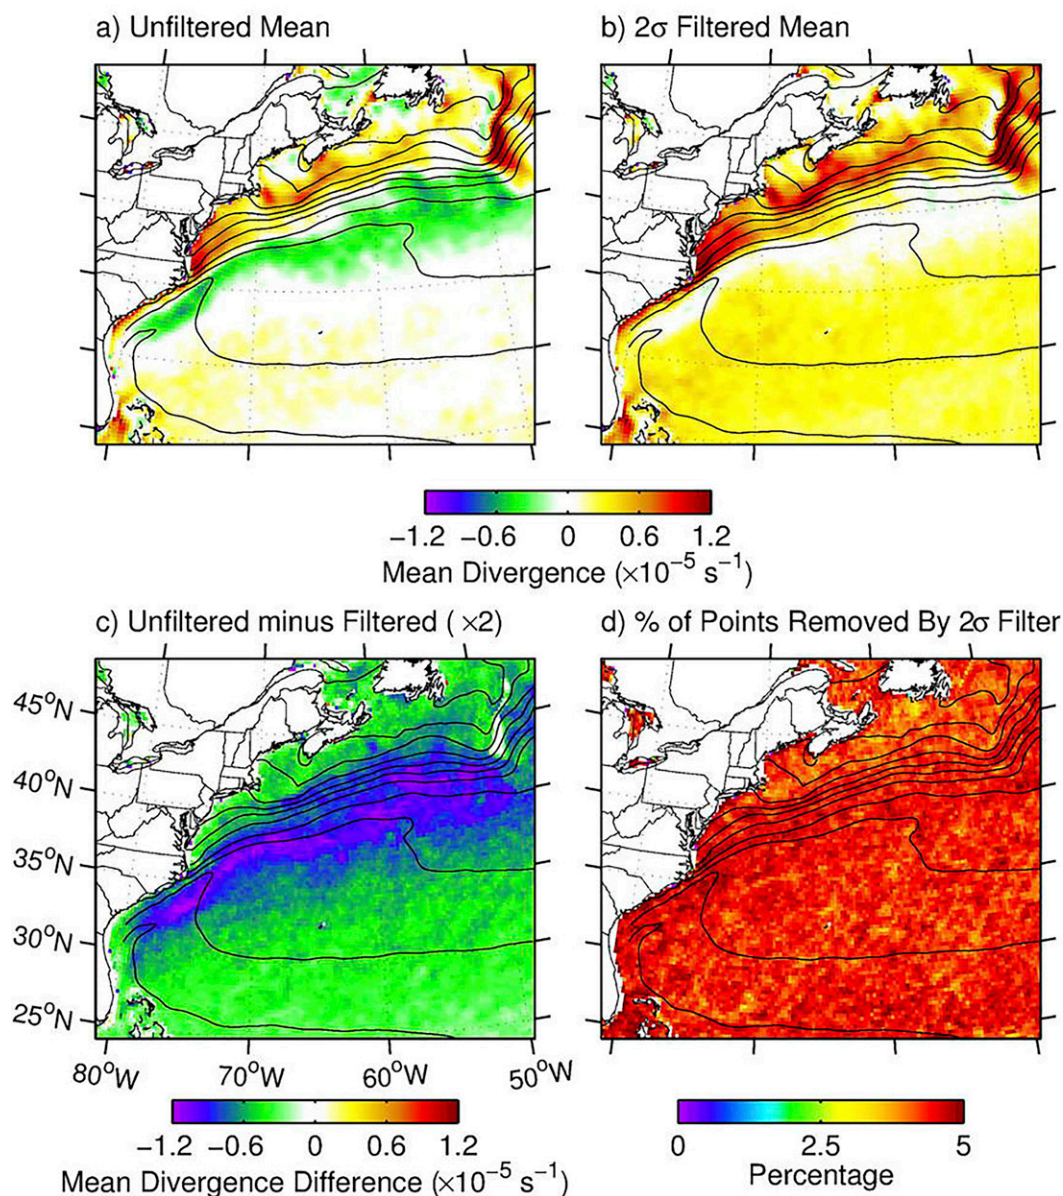 a) Unfiltered Mean
b) 2σ Filtered Mean
−1.2 −0.6 0 0.6 1.2
Mean Divergence (×10⁻⁵ s⁻¹)
c) Unfiltered minus Filtered ( ×2)
d) % of Points Removed By 2σ Filter
45°N
40°N
35°N
30°N
25°N
80°W 70°W 60°W 50°W
−1.2 −0.6 0 0.6 1.2
Mean Divergence Difference (×10⁻⁵ s⁻¹)
0 2.5 5
Percentage